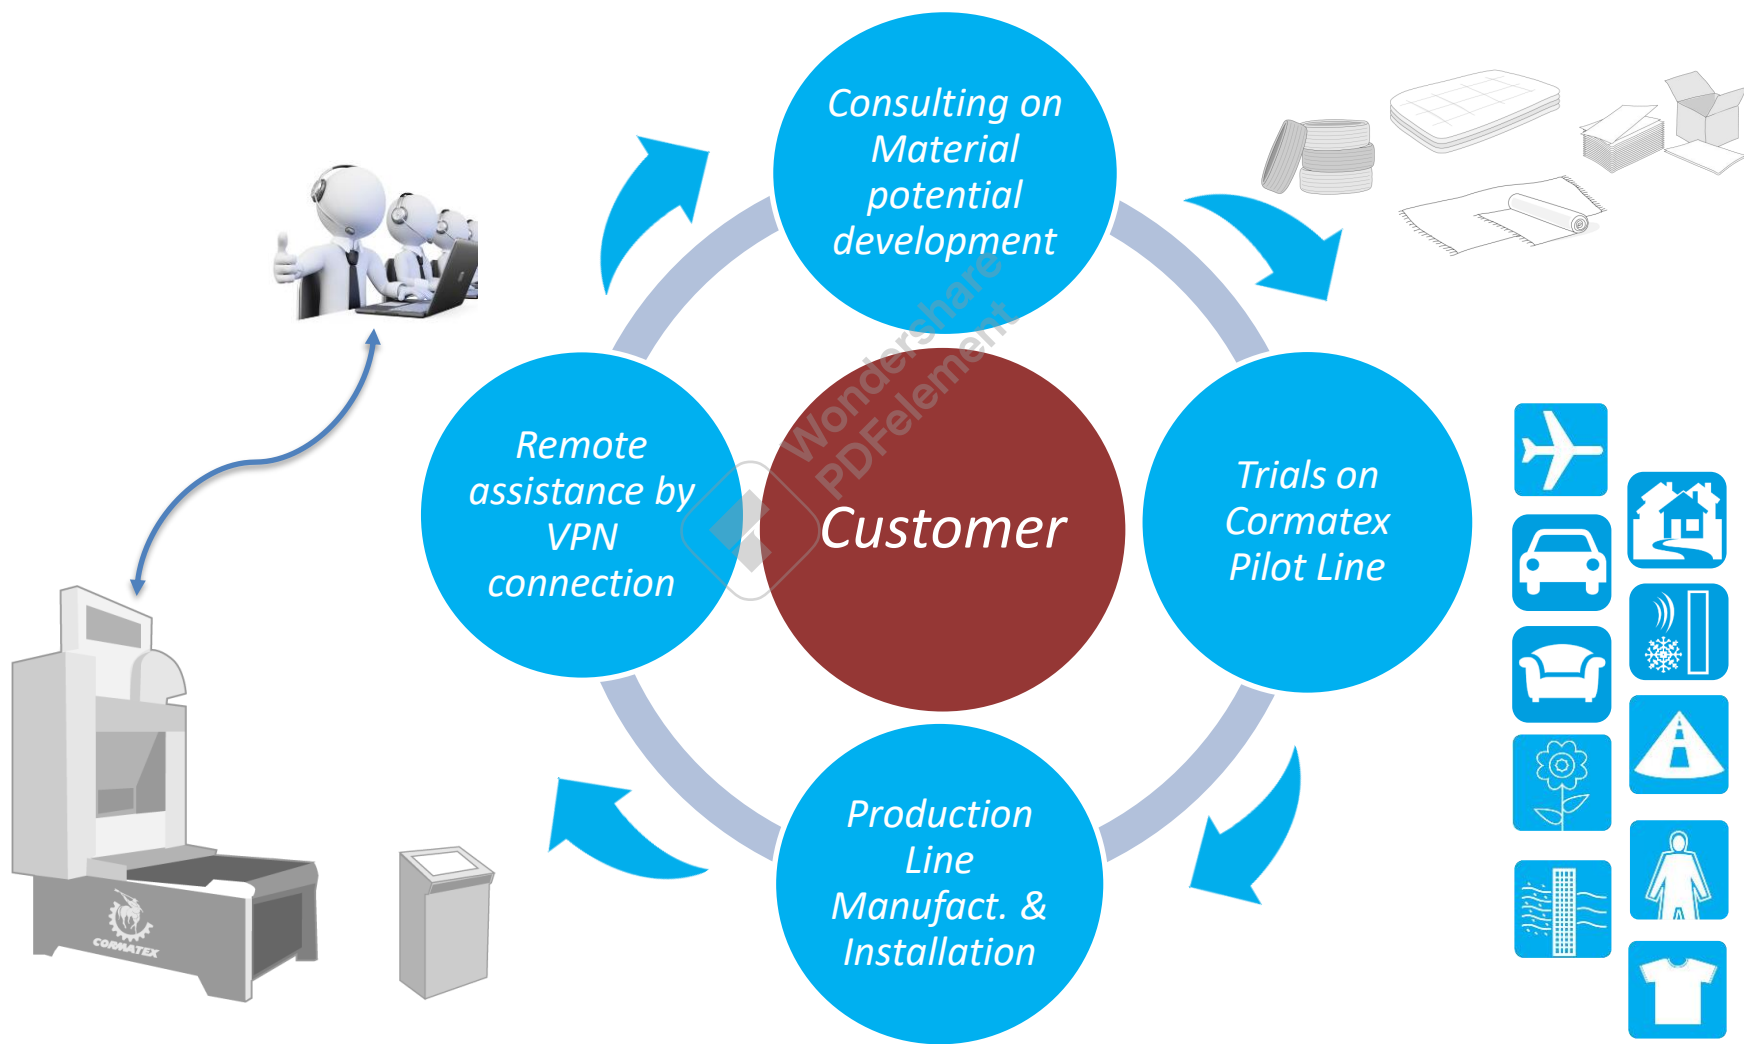 Consulting on
Material
potential
development
Remote
assistance by
VPN
connection
Customer
Trials on
Cormatex
Pilot Line
Production
Line
Manufact. &
Installation
CORMATEX
Wondershare
PDFelement